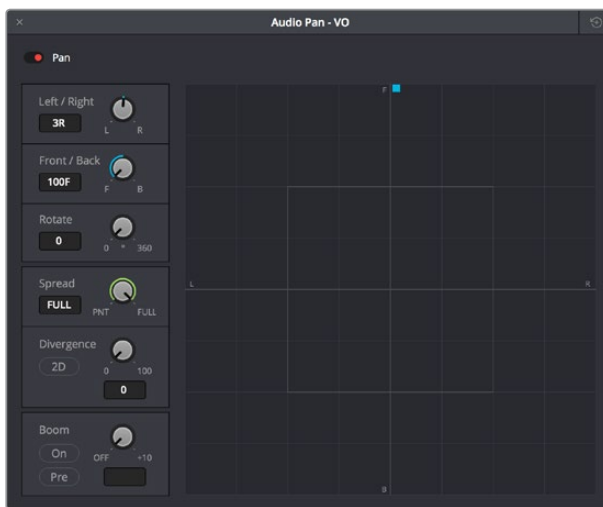 Audio Pan - VO
Pan
Left / Right
3R
L R
Front / Back
100F
F B
Rotate
0
0 ° 360
Spread
FULL
PNT FULL
Divergence
2D
0 100
0
Boom
On
OFF +10
Pre
F
L
R
B